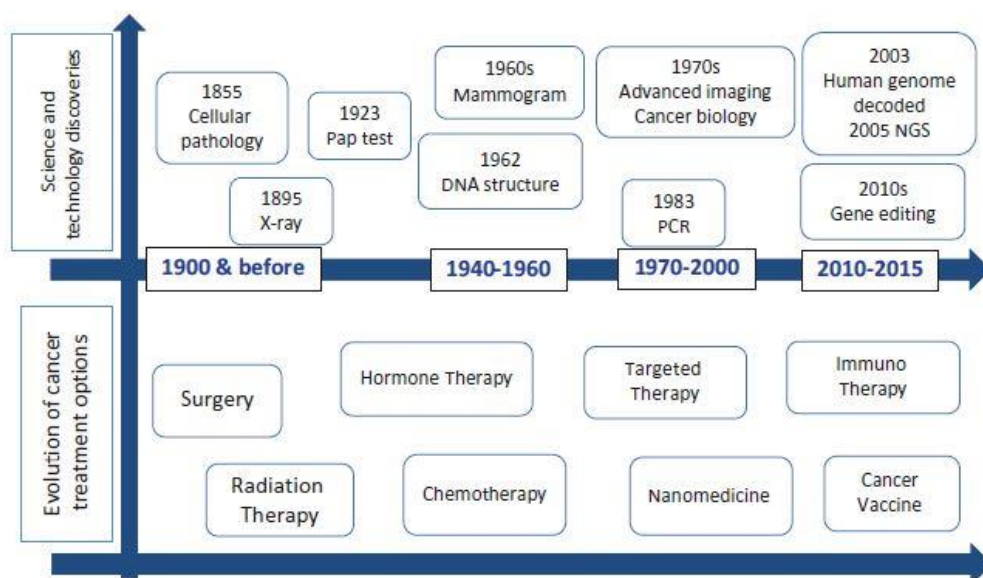 Science and
technology discoveries
1855
Cellular
pathology
1895
X-ray
1923
Pap test
1960s
Mammogram
1962
DNA structure
1970s
Advanced imaging
Cancer biology
1983
PCR
2003
Human genome
decoded
2005 NGS
2010s
Gene editing
1900 & before
1940-1960
1970-2000
2010-2015
Evolution of cancer
treatment options
Surgery
Radiation
Therapy
Hormone Therapy
Chemotherapy
Targeted
Therapy
Nanomedicine
Immuno
Therapy
Cancer
Vaccine